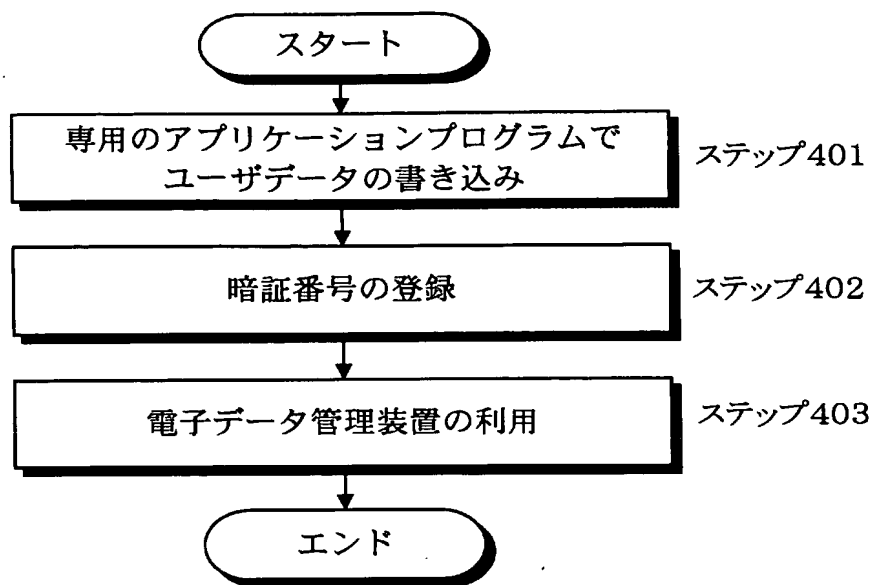 スタート
専用のアプリケーションプログラムで
ユーザデータの書き込み
ステップ401
暗証番号の登録
ステップ402
電子データ管理装置の利用
ステップ403
エンド